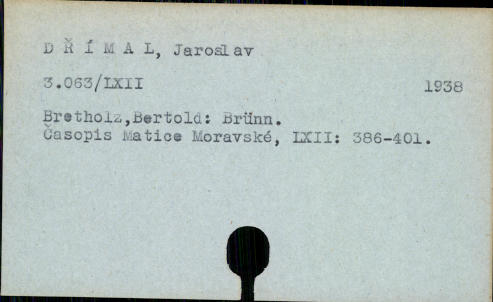 D Ř Í M A L, Jaroslav
3.063/LXII 1938
Bretholz,Bertold: Brünn.
Časopis Matice Moravské, LXII: 386-401.